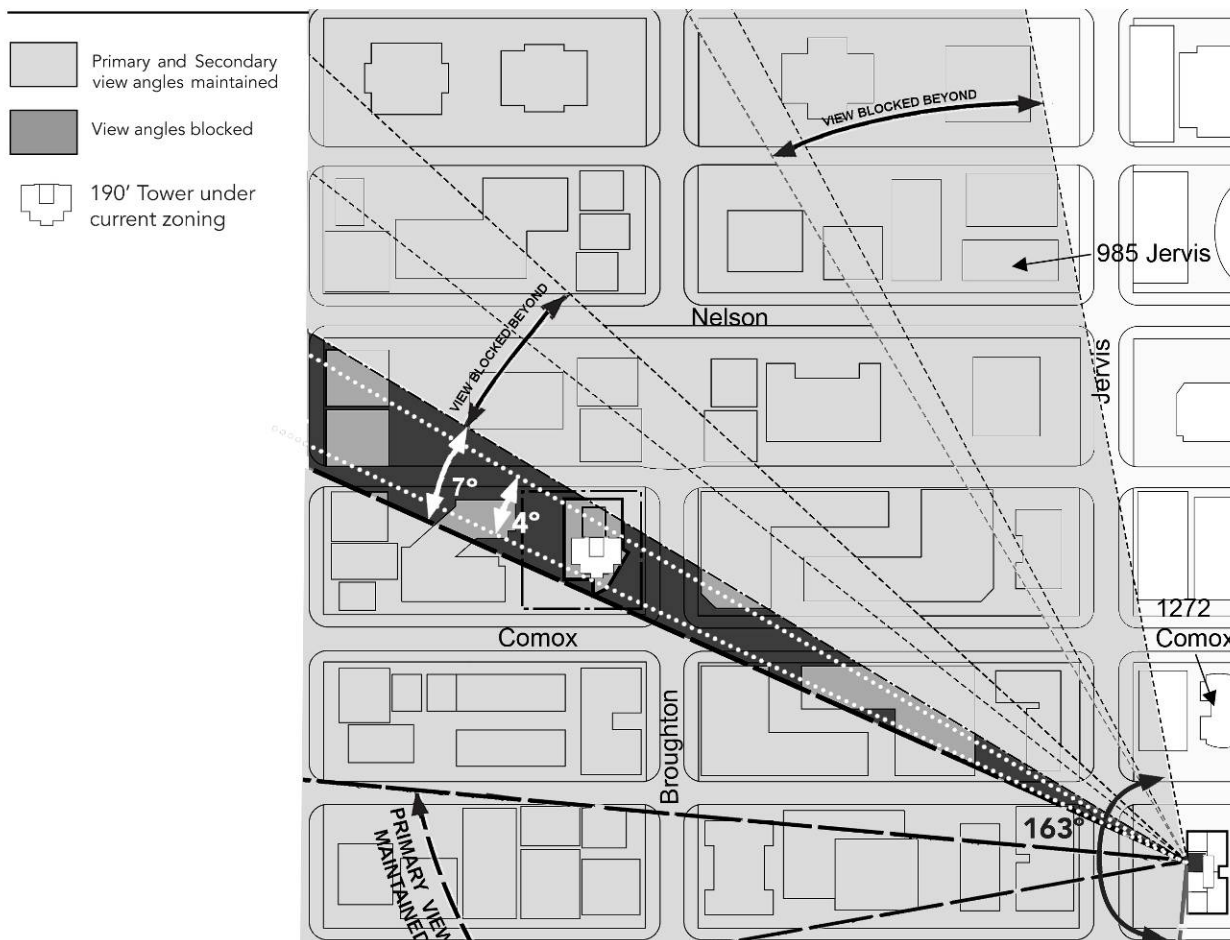 Primary and Secondary
view angles maintained
View angles blocked
190' Tower under
current zoning
VIEW BLOCKED BEYOND
985 Jervis
Nelson
VIEW BLOCKED BEYOND
Jervis
7°
4°
1272
Comox
Comox
Broughton
163°
PRIMARY VIEW
MAINTAINED